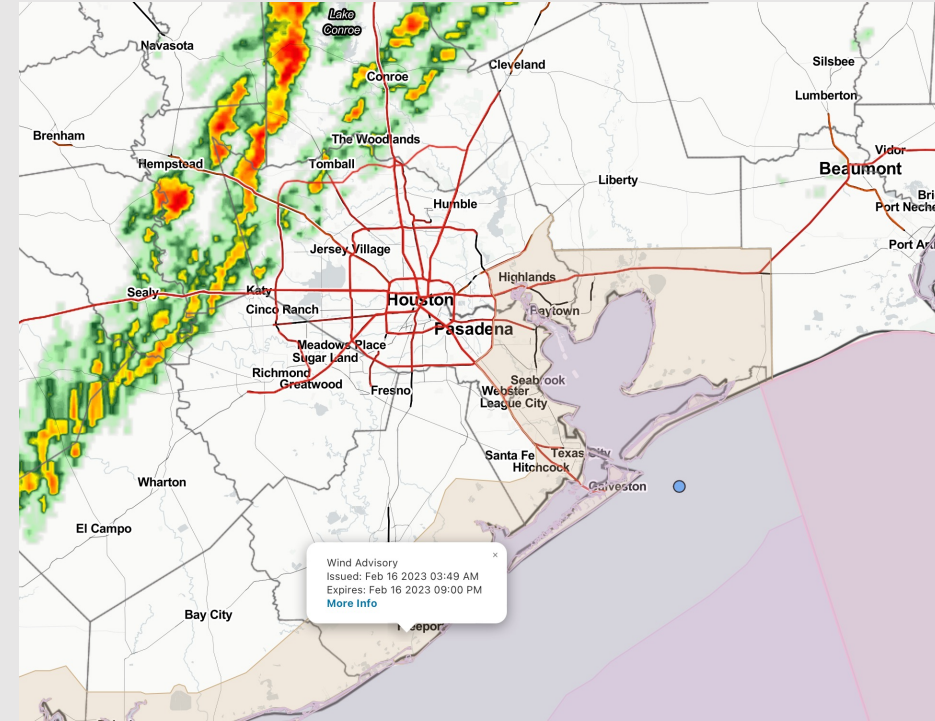 Lake
Conroe
Navasota
Cleveland
Silsbee
Conroe
Lumberton
Brenham
The Woodlands
Vidor
Hempstead
Tomball
Beaumont
Liberty
Bri
Port Neche
Humble
Jersey Village
Port Ar
Highlands
Sealy
Katy
Houston
Cinco Ranch
Baytown
Pasadena
Meadows Place
Sugar Land
Richmond
Greatwood
Seabrook
Fresno
Webster
League City
Santa Fe
Texas City
Hitchcock
Wharton
Galveston
El Campo
×
Wind Advisory
Issued: Feb 16 2023 03:49 AM
Expires: Feb 16 2023 09:00 PM
More Info
Bay City
reepor